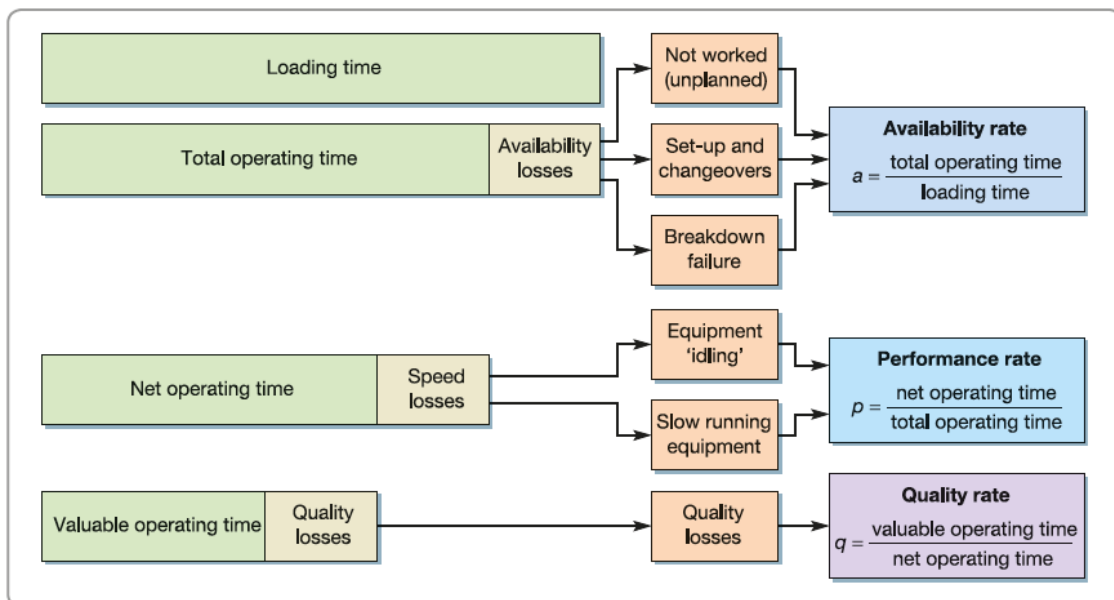 Loading time
Not worked
(unplanned)
Total operating time
Availability
losses
Set-up and
changeovers
Breakdown
failure
Availability rate
a = total operating time
loading time
Net operating time
Speed
losses
Equipment
'idling'
Slow running
equipment
Performance rate
p = net operating time
total operating time
Valuable operating time
Quality
losses
Quality
losses
Quality rate
q = valuable operating time
net operating time